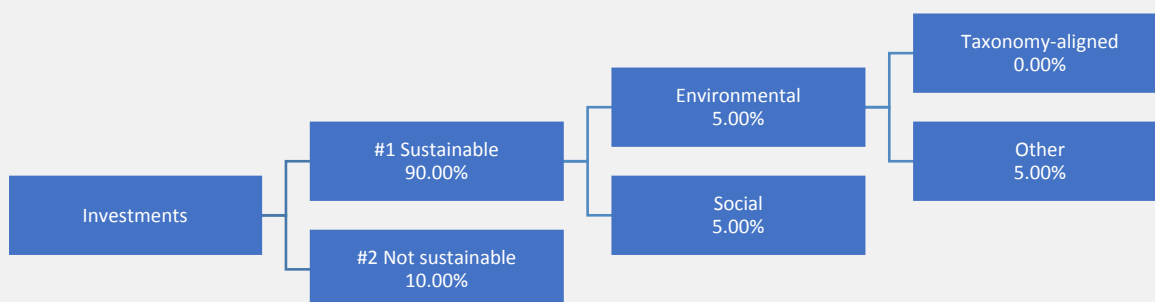 Investments
#1 Sustainable
90.00%
#2 Not sustainable
10.00%
Environmental
5.00%
Social
5.00%
Taxonomy-aligned
0.00%
Other
5.00%